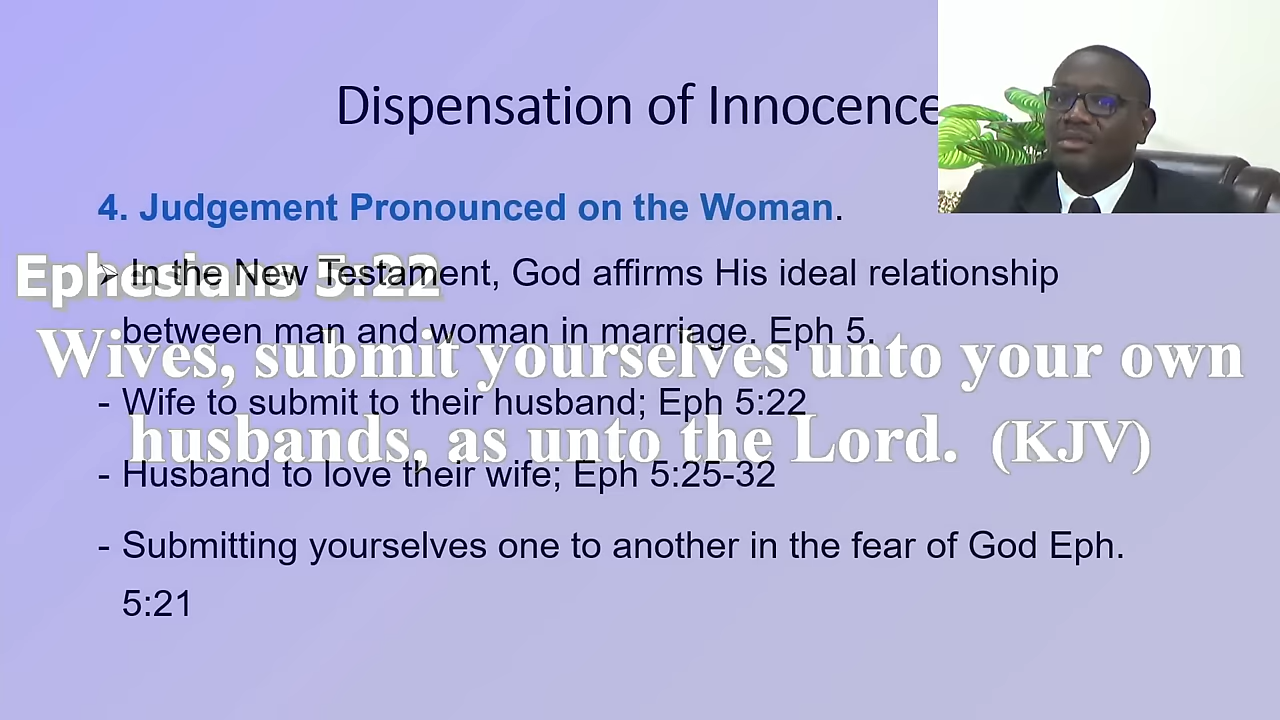 Dispensation of Innocence
4. Judgement Pronounced on the Woman.
➢ In the New Testament, God affirms His ideal relationship
between man and woman in marriage. Eph 5.
- Wife to submit to their husband; Eph 5:22
- Husband to love their wife; Eph 5:25-32
- Submitting yourselves one to another in the fear of God Eph.
5:21
Ephesians 5:22
Wives, submit yourselves unto your own
husbands, as unto the Lord. (KJV)